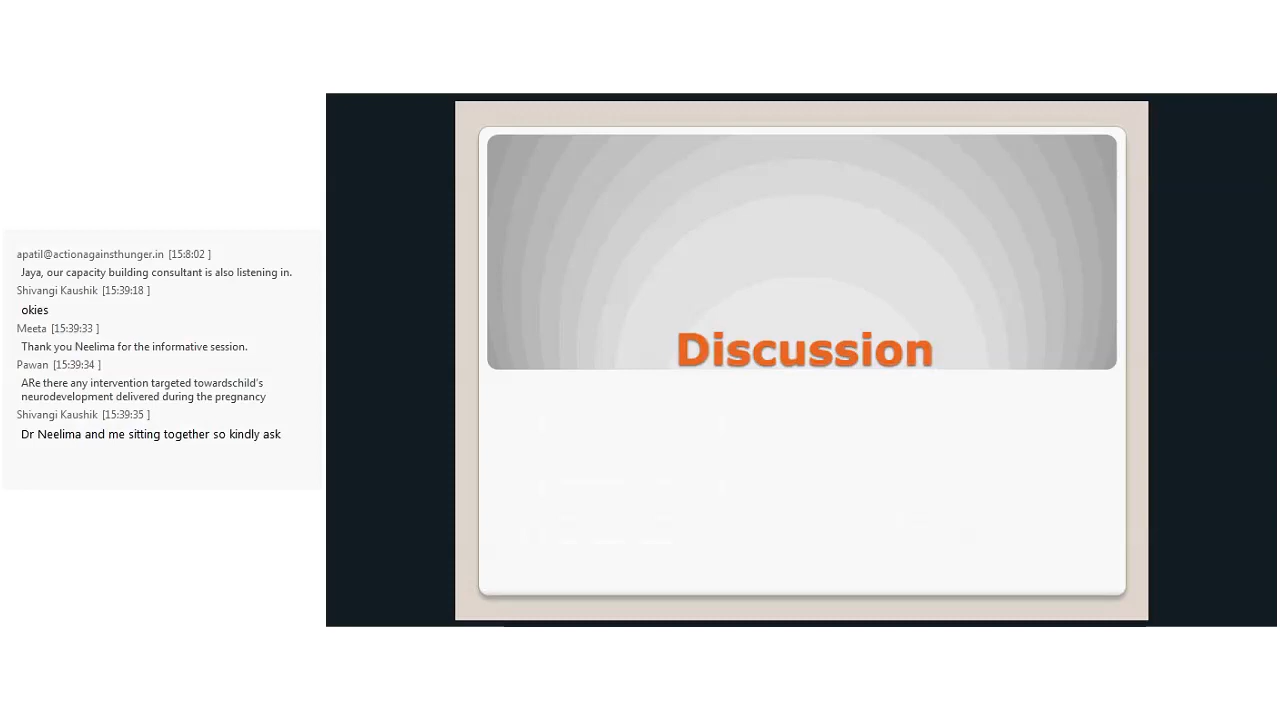 apatil@actionagainsthunger.in [15:8:02 ]
Jaya, our capacity building consultant is also listening in.
Shivangi Kaushik [15:39:18 ]
okies
Meeta [15:39:33 ]
Thank you Neelima for the informative session.
Pawan [15:39:34 ]
ARe there any intervention targeted towardschild's
neurodevelopment delivered during the pregnancy
Shivangi Kaushik [15:39:35 ]
Dr Neelima and me sitting together so kindly ask
Discussion